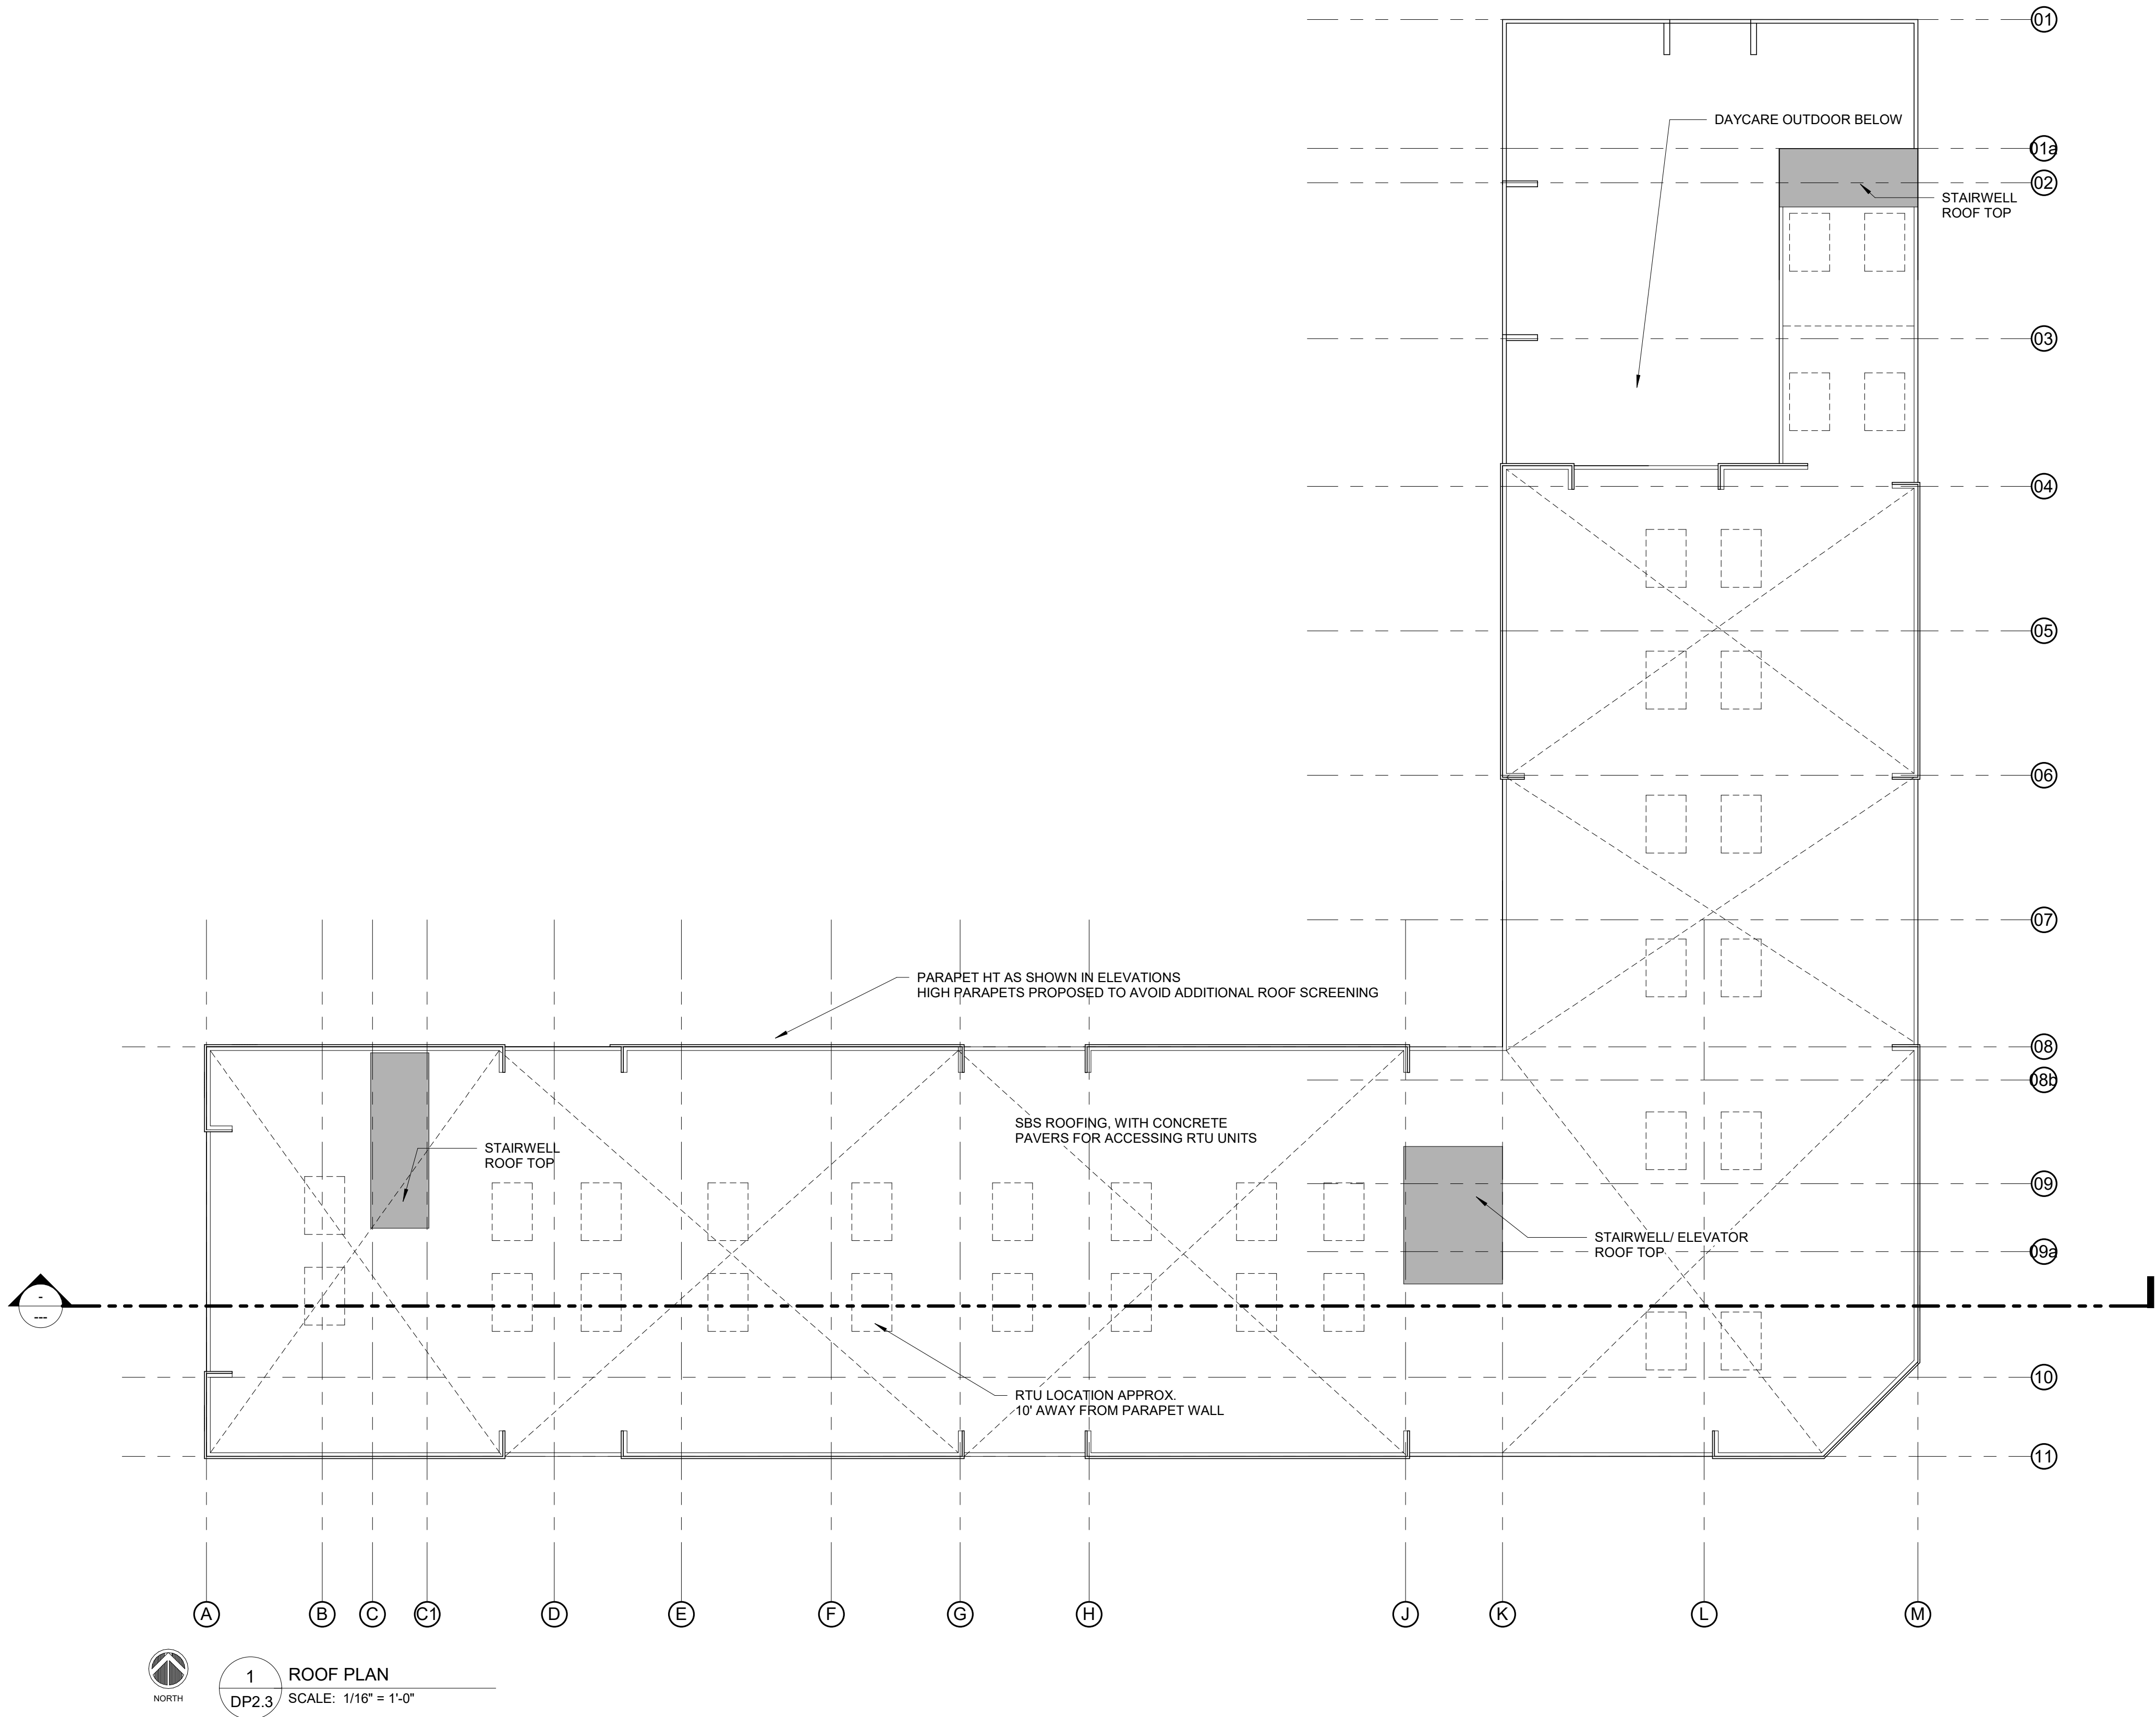 01
DAYCARE OUTDOOR BELOW
01a
02
STAIRWELL
ROOF TOP
03
04
05
06
07
PARAPET HT AS SHOWN IN ELEVATIONS
HIGH PARAPETS PROPOSED TO AVOID ADDITIONAL ROOF SCREENING
08
08b
SBS ROOFING, WITH CONCRETE
PAVERS FOR ACCESSING RTU UNITS
STAIRWELL
ROOF TOP
09
STAIRWELL/ ELEVATOR
ROOF TOP
09a
-
---
10
RTU LOCATION APPROX.
10' AWAY FROM PARAPET WALL
11
A B C C1 D E F G H J K L M
NORTH
1
DP2.3
ROOF PLAN
SCALE: 1/16" = 1'-0"